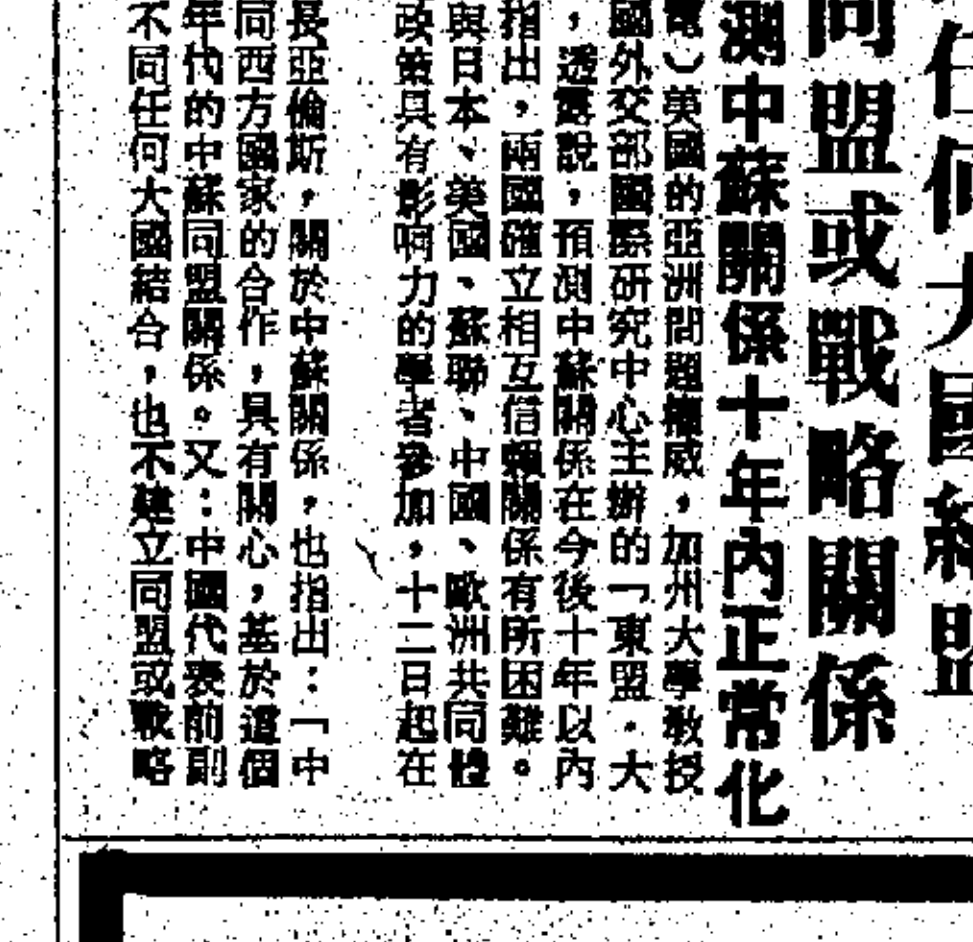 任何大國結盟
同盟或戰略關係
測中蘇關係十年內正常化
電）美國的亞洲問題權威，加州大學教授
國外交部國際研究中心主辦的「東盟．大
，透露說，預測中蘇關係在今後十年以內
指出，兩國確立相互信賴關係有所困難。
與日本、美國、蘇聯、中國、歐洲共同體
政策具有影响力的學者參加，十二日起在
長亞倫斯，關於中蘇關係，也指出：「中
同西方國家的合作，具有關心，基於這個
年代的中蘇同盟關係。又：中國代表前副
不同任何大國結合，也不建立同盟或戰略